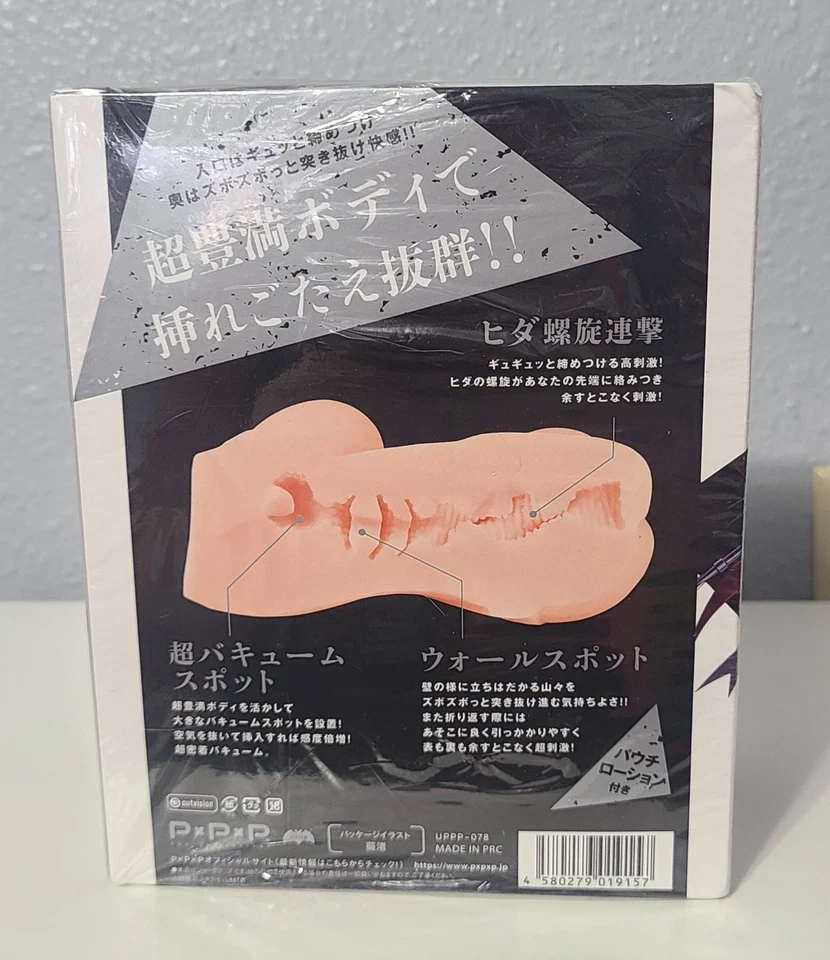 入口はギュッと締めつけ
奥はズボズボっと突き抜け快感!!
超豊満ボディで
挿れごたえ抜群!!
ヒダ螺旋連撃
ギュギュッと締めつける高刺激!
ヒダの螺旋があなたの先端に絡みつき
余すとこなく刺激!
超バキューム
スポット
超豊満ボディを活かして
大きなバキュームスポットを設置!
空気を抜いて挿入すれば感度倍増!
超密着バキューム。
ウォールスポット
壁の様に立ちはだかる山々を
ズボズボっと突き抜け進む気持ちよさ!!
また折り返す際には
あそこに良く引っかかりやすく
表も裏も余すとこなく超刺激!
パウチ
ローション
付き
outvision 紙 プラ SB
P×P×P
パッケージイラスト
UPPP-078
MADE IN PRC
P×P×Pオフィシャルサイト(最新情報はこちらからチェック!) https://www.pxpxp.jp
4 580279 019157